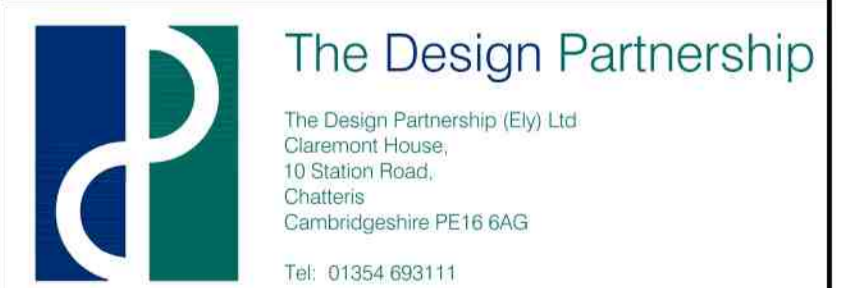 The Design Partnership
The Design Partnership (Ely) Ltd
Claremont House,
10 Station Road,
Chatteris
Cambridgeshire PE16 6AG
Tel: 01354 693111